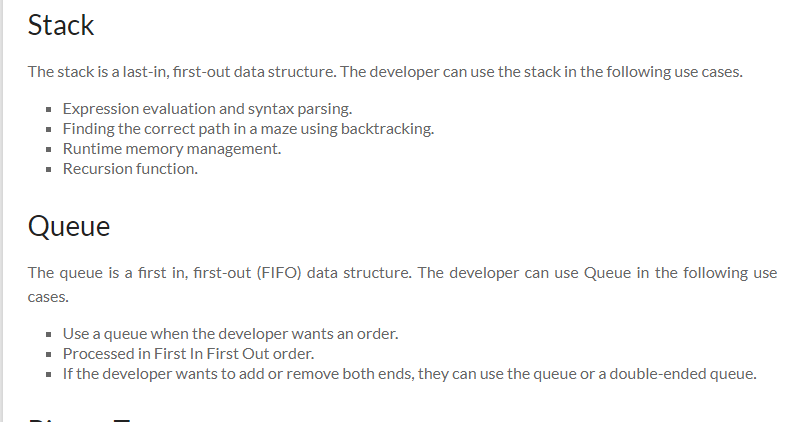 Stack
The stack is a last-in, first-out data structure. The developer can use the stack in the following use cases.
Expression evaluation and syntax parsing.
Finding the correct path in a maze using backtracking.
Runtime memory management.
Recursion function.
Queue
The queue is a first in, first-out (FIFO) data structure. The developer can use Queue in the following use
cases.
Use a queue when the developer wants an order.
Processed in First In First Out order.
If the developer wants to add or remove both ends, they can use the queue or a double-ended queue.